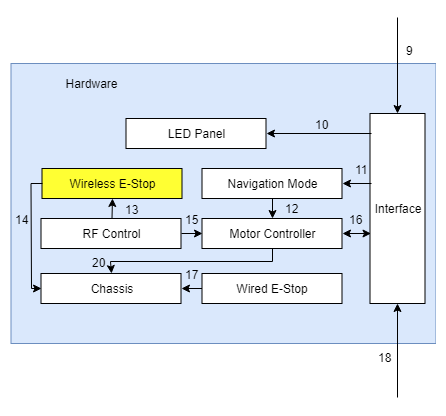 9
Hardware
LED Panel
10
Wireless E-Stop
Navigation Mode
11
14
13
12
Interface
RF Control
15
Motor Controller
16
20
17
Chassis
Wired E-Stop
18